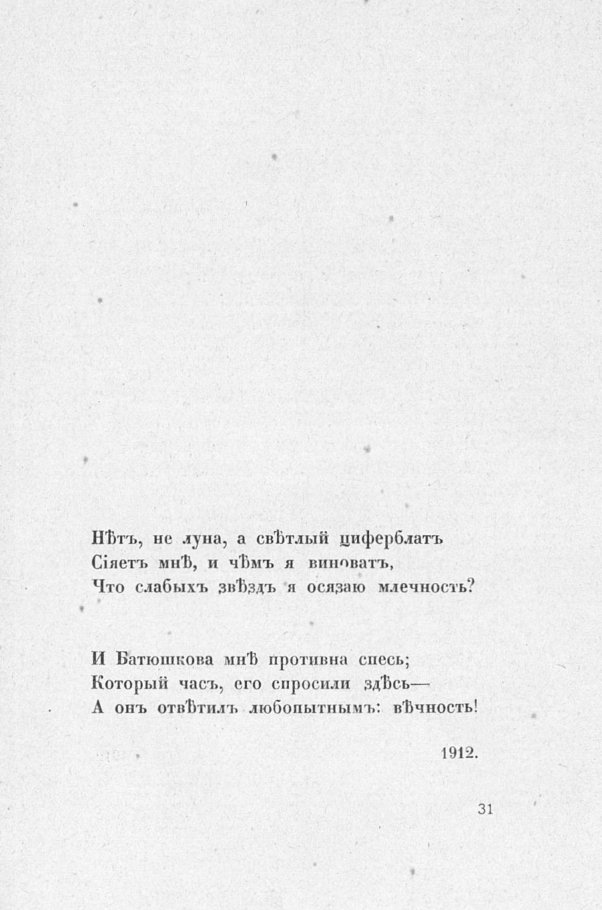 Нѣтъ, не луна, а свѣтлый циферблатъ
Сіяетъ мнѣ, и чѣмъ я виноватъ,
Что слабыхъ звѣздъ я осязаю млечность?
И Батюшкова мнѣ противна спесь;
Который часъ, его спросили здѣсь—
А онъ отвѣтилъ любопытнымъ: вѣчность!
1912.
31